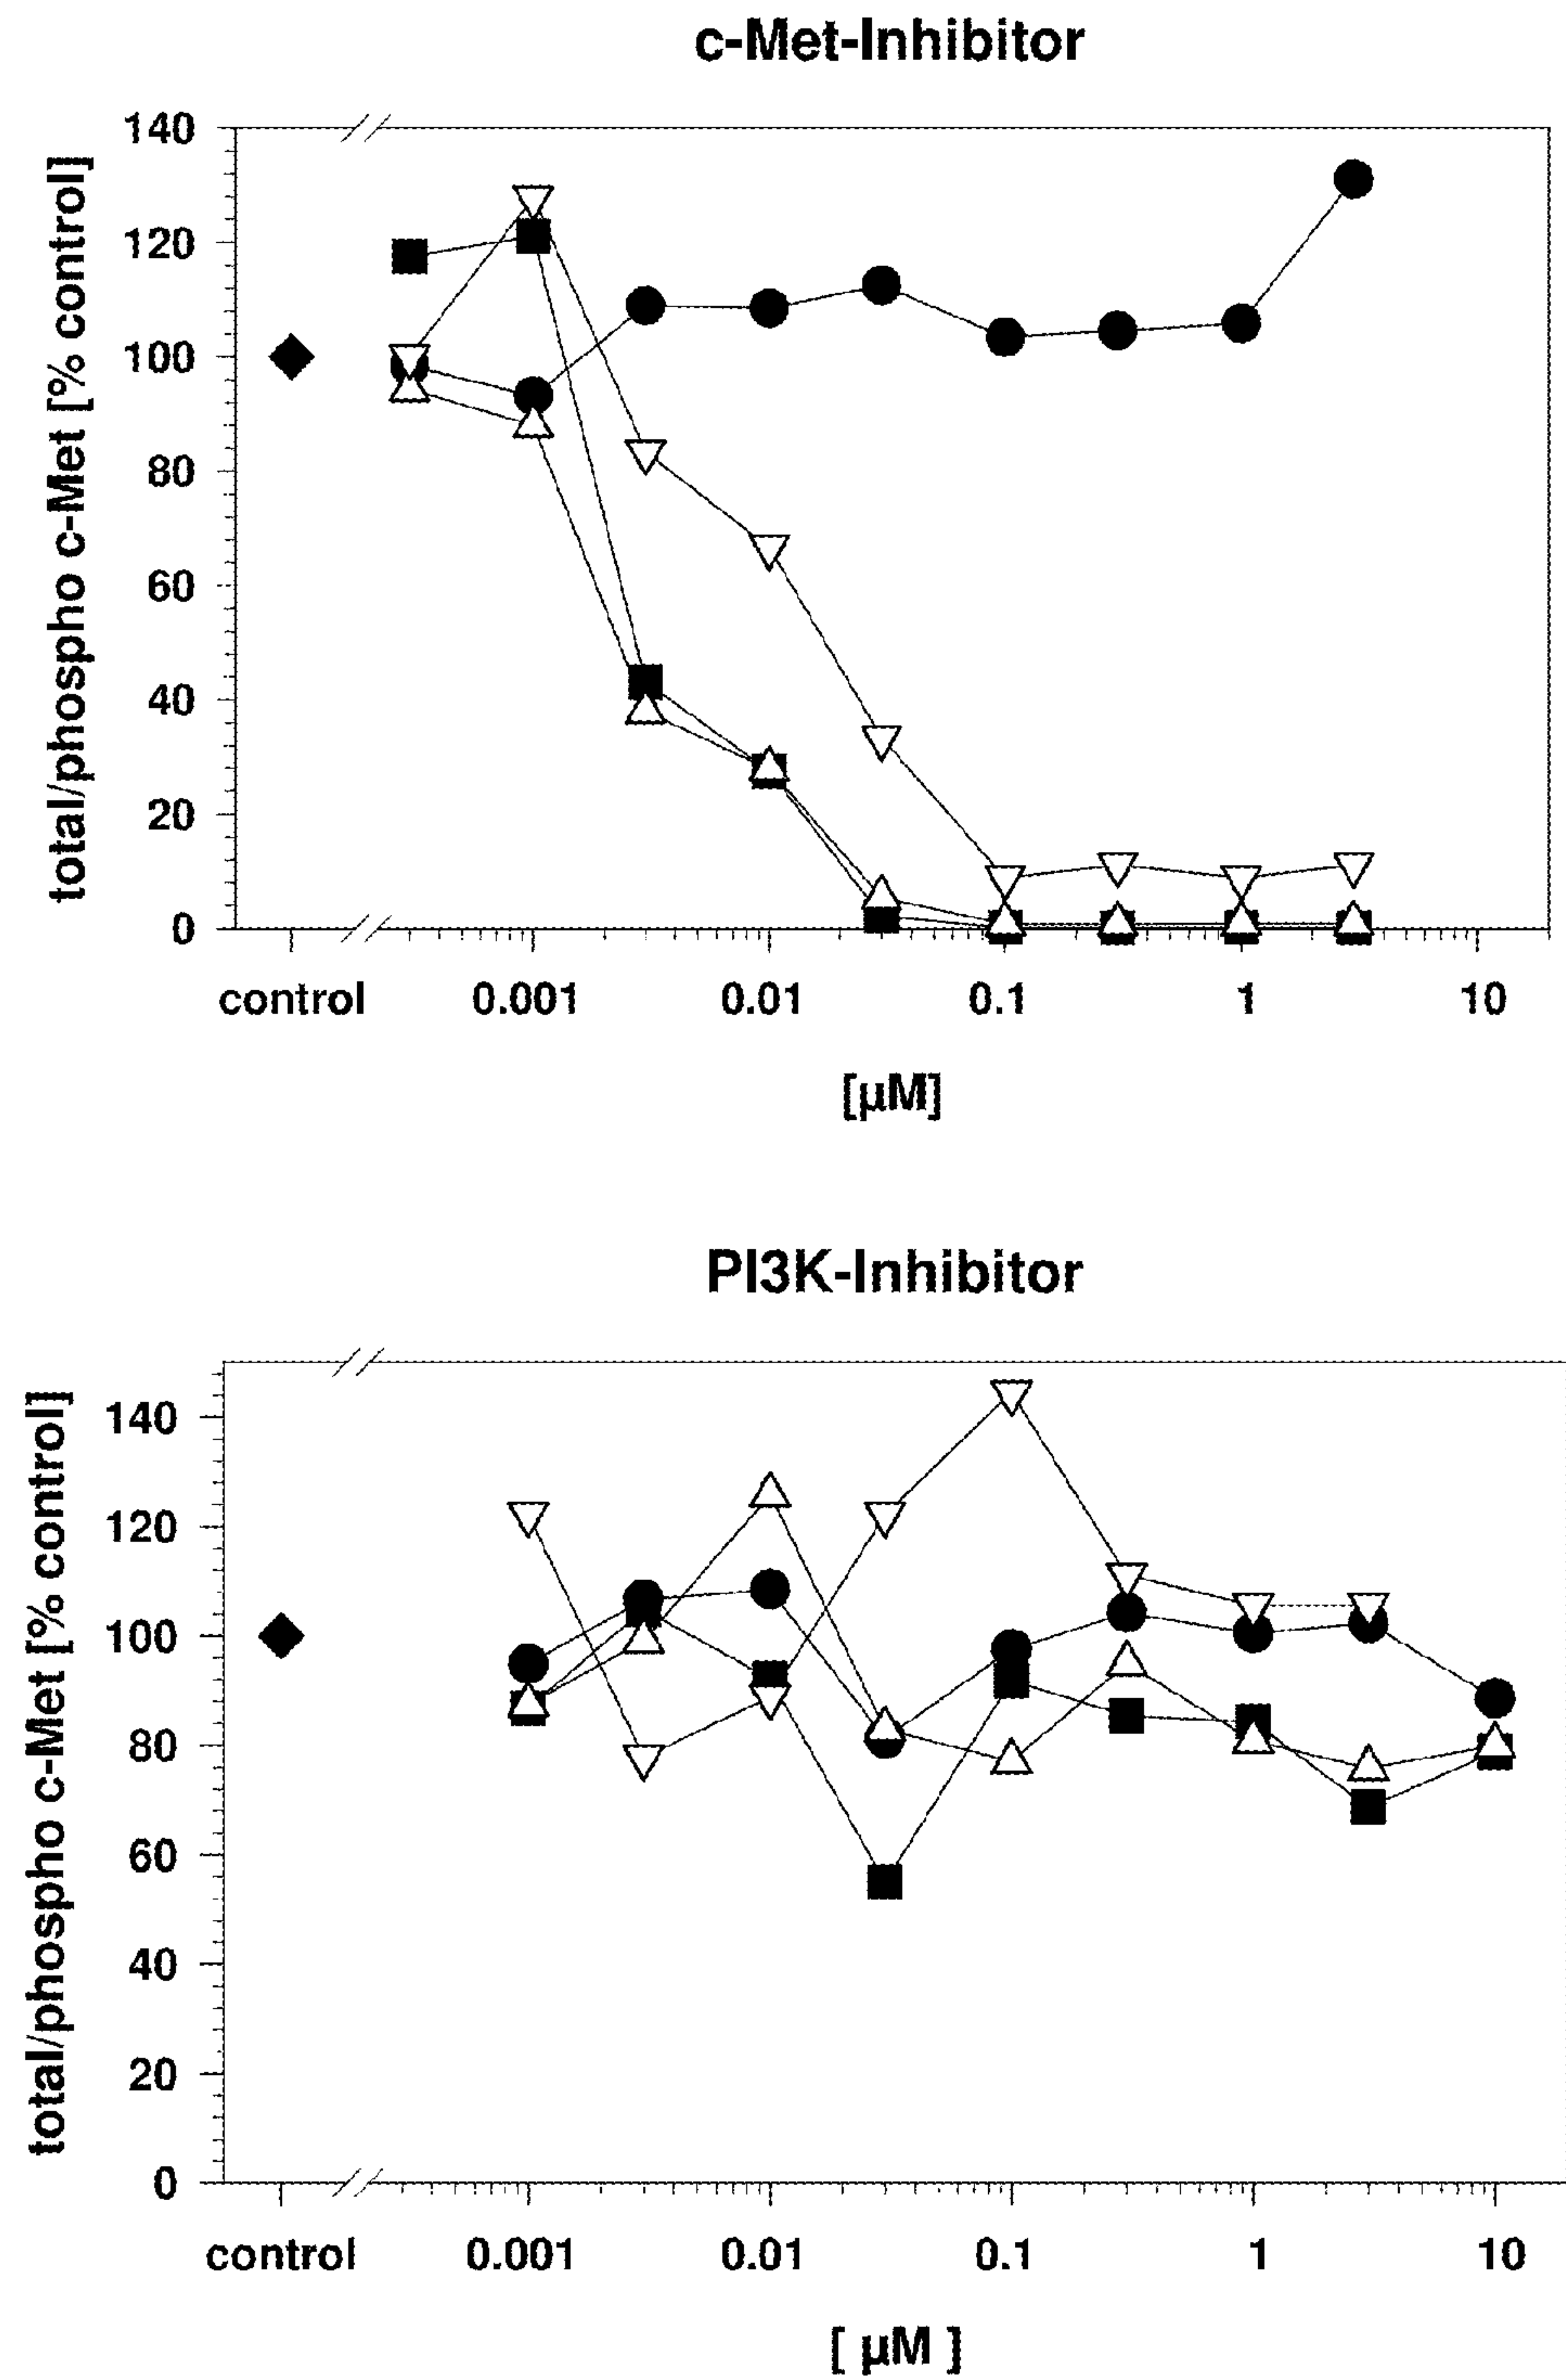 c-Met-Inhibitor
total/phospho c-Met [% control]
140
120
100
80
60
40
20
0
control 0.001 0.01 0.1 1 10
[µM]
PI3K-Inhibitor
total/phospho c-Met [% control]
140
120
100
80
60
40
20
0
control 0.001 0.01 0.1 1 10
[ µM ]